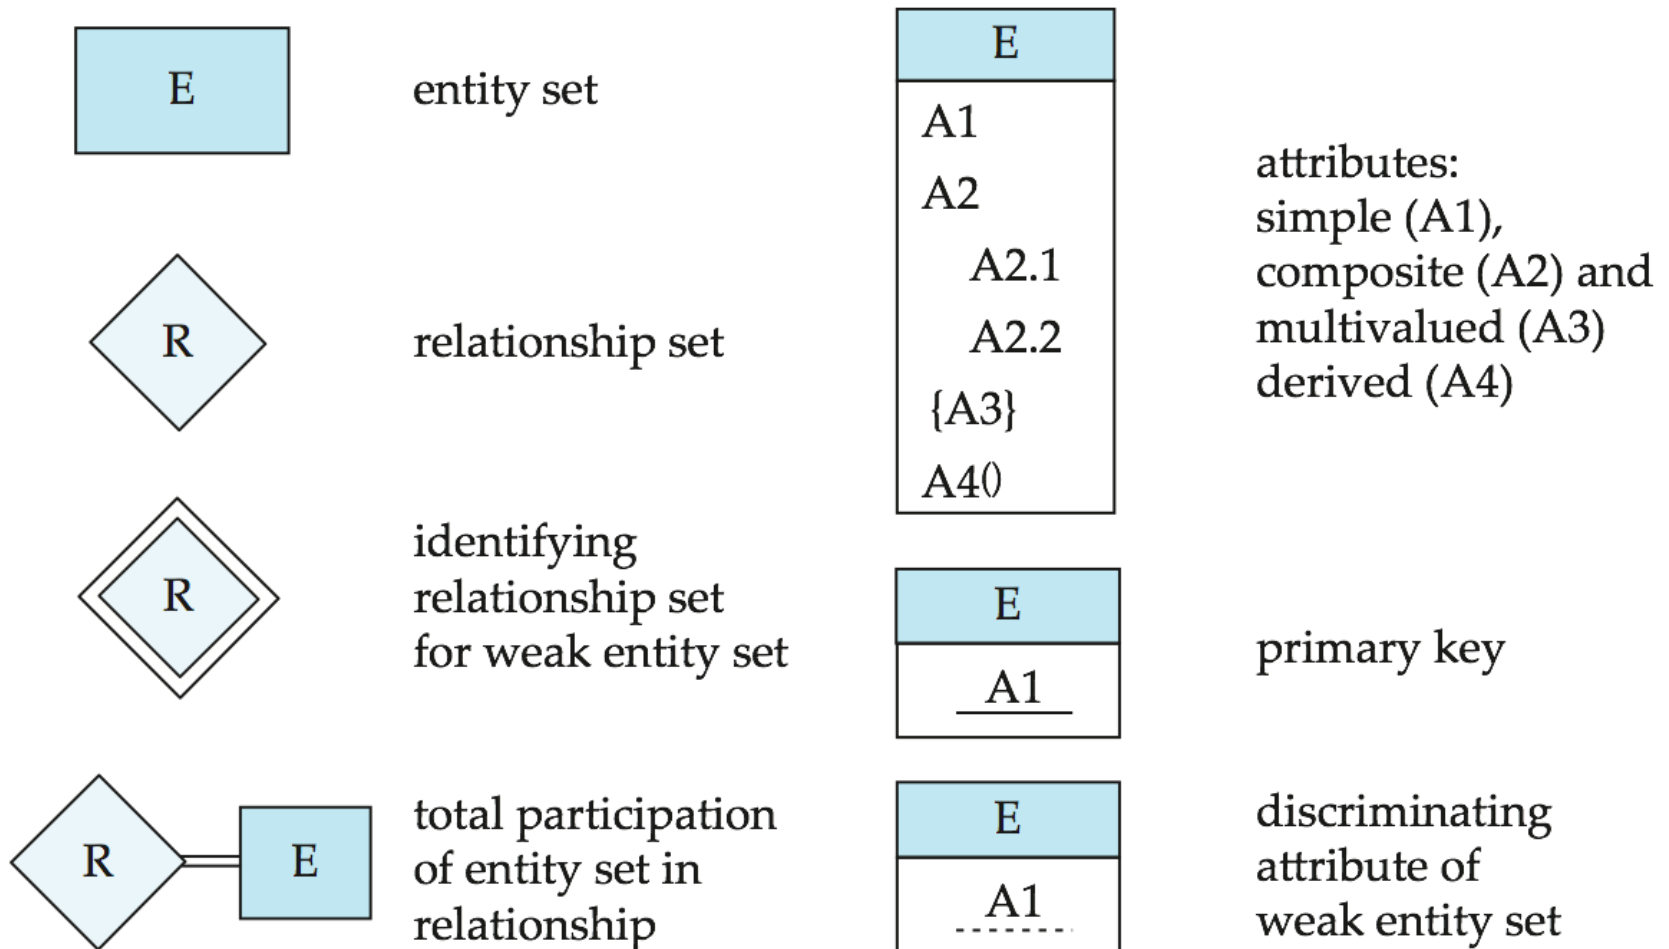 E
entity set
R
relationship set
R
identifying
relationship set
for weak entity set
R
E
total participation
of entity set in
relationship
E
A1
A2
A2.1
A2.2
{A3}
A4()
attributes:
simple (A1),
composite (A2) and
multivalued (A3)
derived (A4)
E
A1
primary key
E
A1
discriminating
attribute of
weak entity set